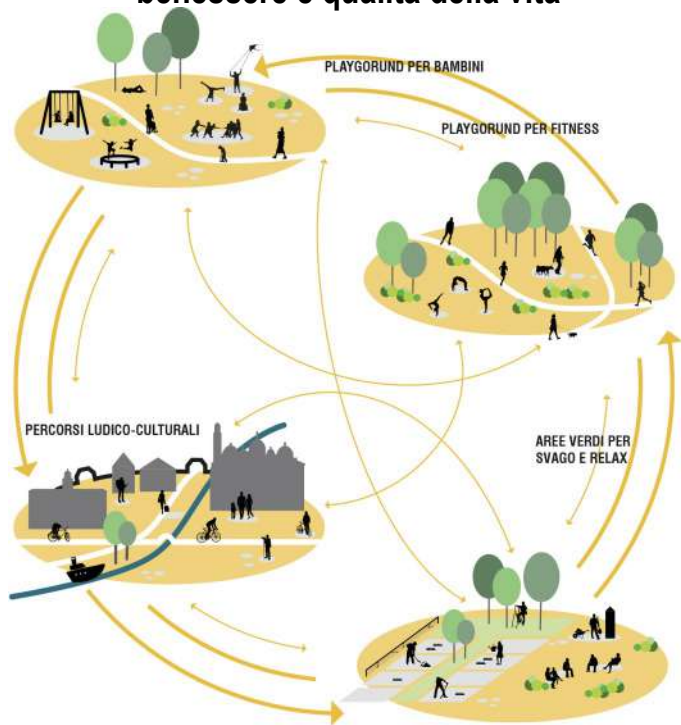 benessere e qualità della vita
PLAYGORUND PER BAMBINI
PLAYGORUND PER FITNESS
PERCORSI LUDICO-CULTURALI
AREE VERDI PER
SVAGO E RELAX